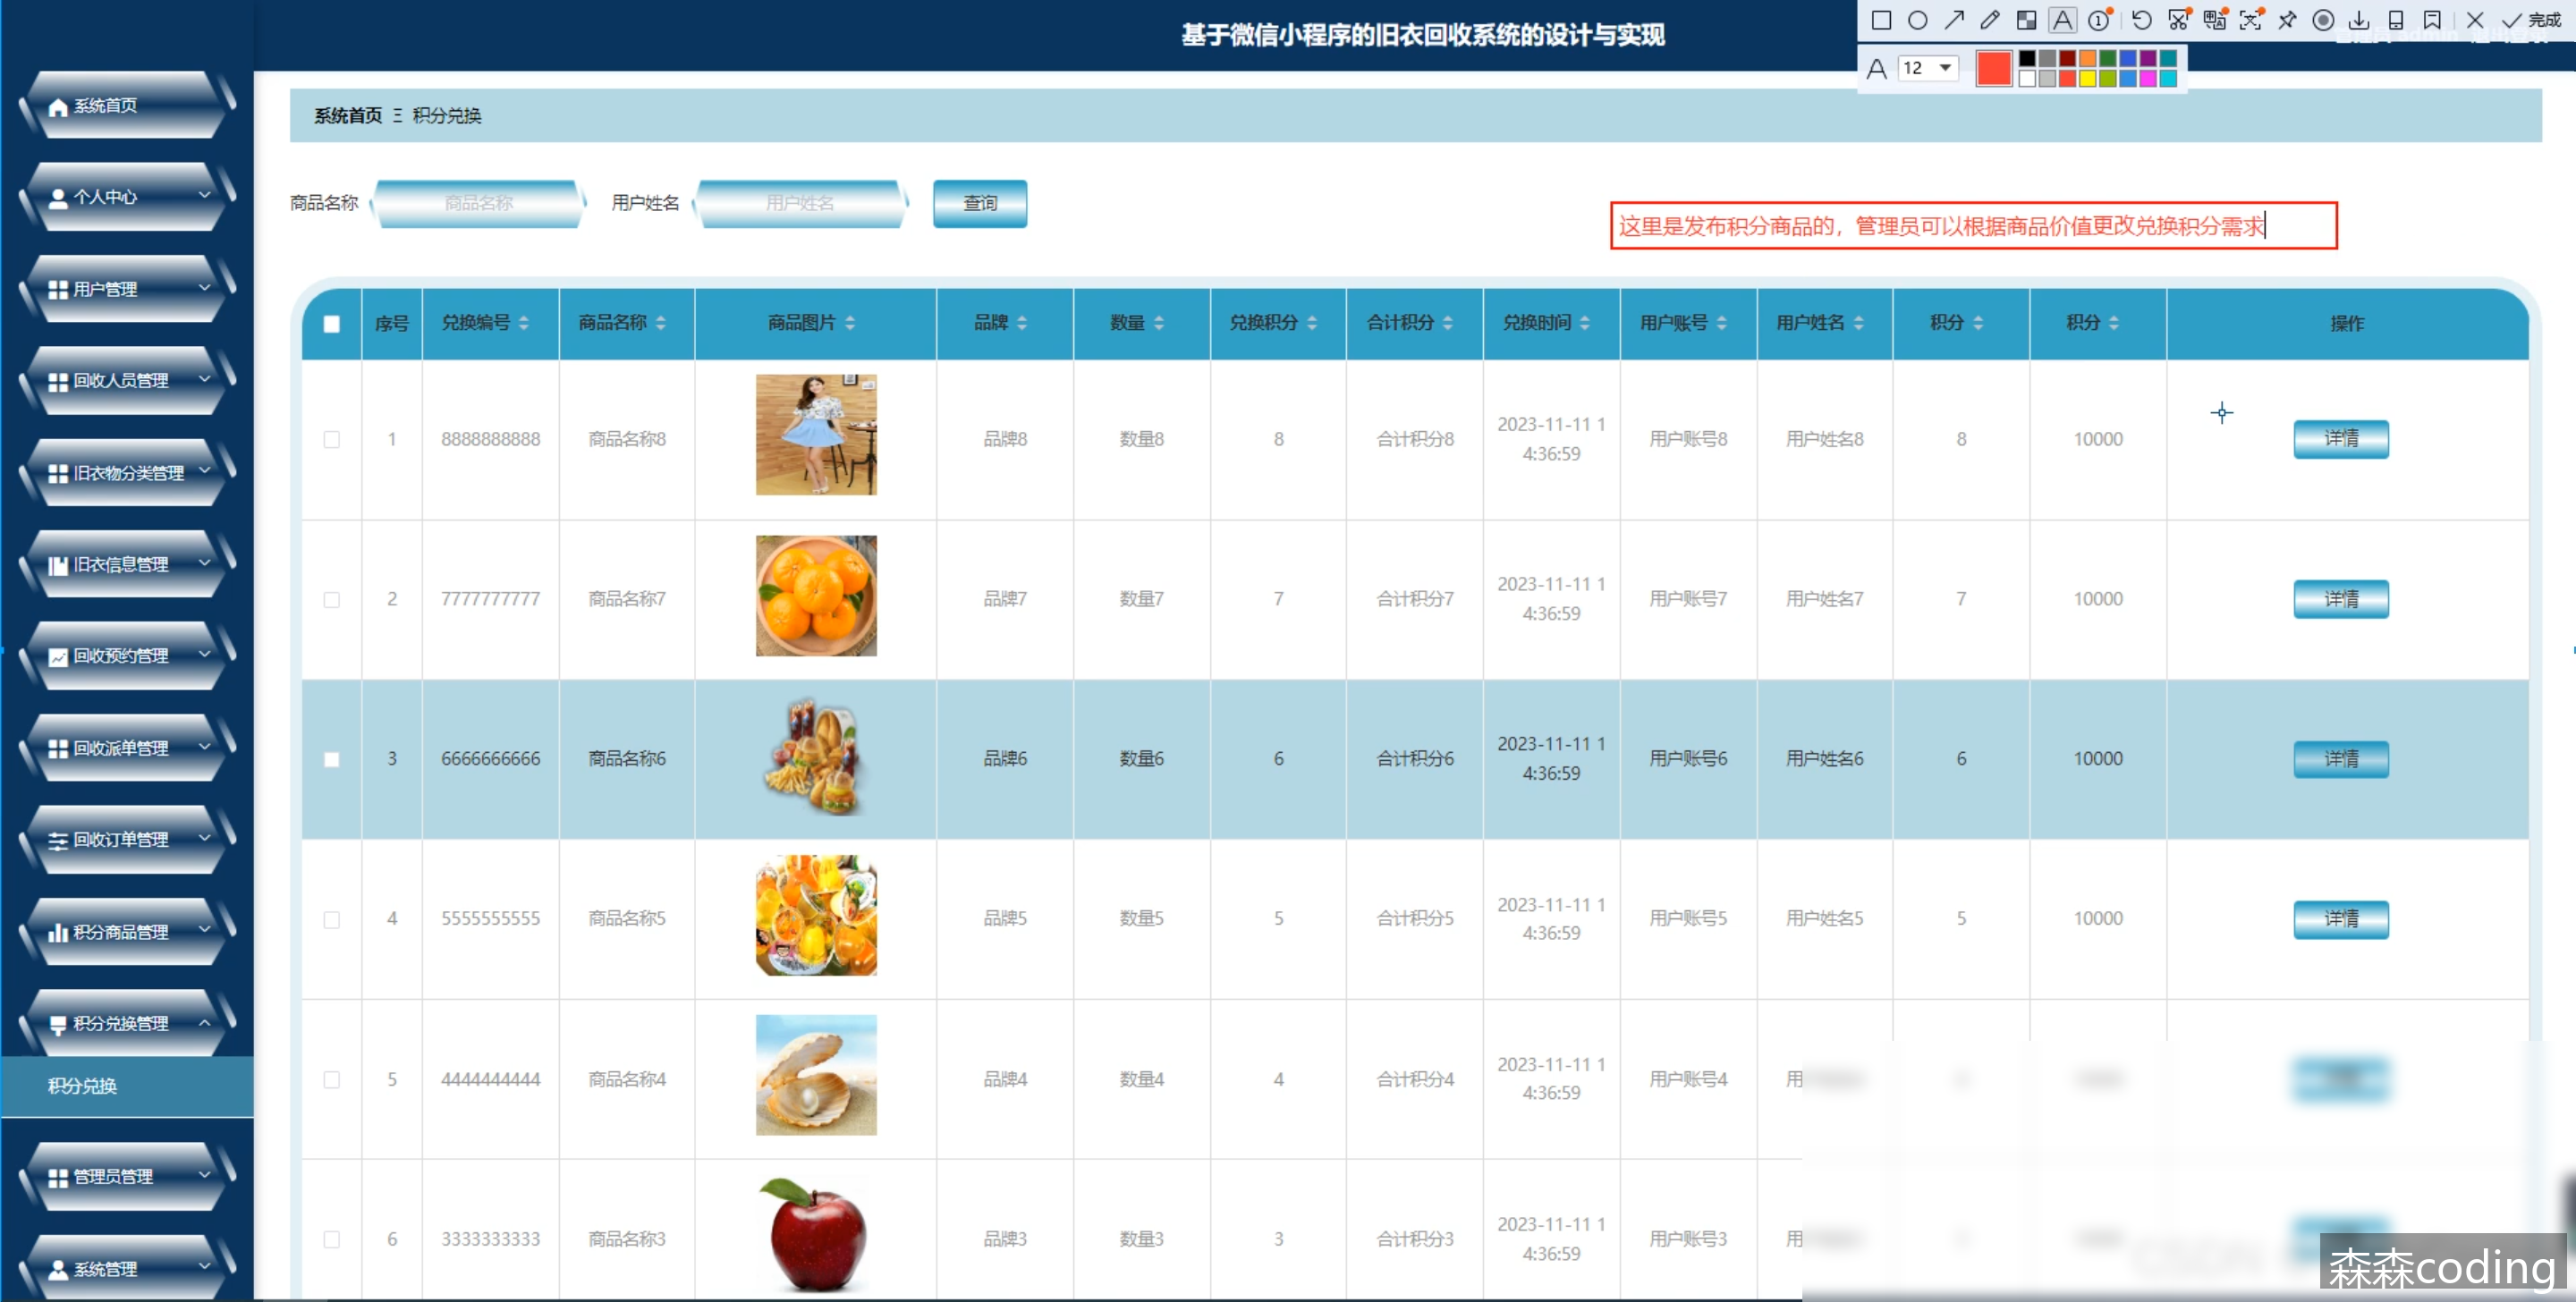 基于微信小程序的旧衣回收系统的设计与实现
完成
A 12
系统首页
个人中心
用户管理
回收人员管理
旧衣物分类管理
旧衣信息管理
回收预约管理
回收派单管理
回收订单管理
积分商品管理
积分兑换管理
积分兑换
管理员管理
系统管理
系统首页 Ξ 积分兑换
商品名称 商品名称 用户姓名 用户姓名 查询
这里是发布积分商品的，管理员可以根据商品价值更改兑换积分需求
序号 兑换编号 商品名称 商品图片 品牌 数量 兑换积分 合计积分 兑换时间 用户账号 用户姓名 积分 积分 操作
1 8888888888 商品名称8 品牌8 数量8 8 合计积分8 2023-11-11 1 用户账号8 用户姓名8 8 10000 详情
4:36:59
2 7777777777 商品名称7 品牌7 数量7 7 合计积分7 2023-11-11 1 用户账号7 用户姓名7 7 10000 详情
4:36:59
3 6666666666 商品名称6 品牌6 数量6 6 合计积分6 2023-11-11 1 用户账号6 用户姓名6 6 10000 详情
4:36:59
4 5555555555 商品名称5 品牌5 数量5 5 合计积分5 2023-11-11 1 用户账号5 用户姓名5 5 10000 详情
4:36:59
5 4444444444 商品名称4 品牌4 数量4 4 合计积分4 2023-11-11 1 用户账号4 用
4:36:59
6 3333333333 商品名称3 品牌3 数量3 3 合计积分3 2023-11-11 1 用户账号3 用
4:36:59
森森coding